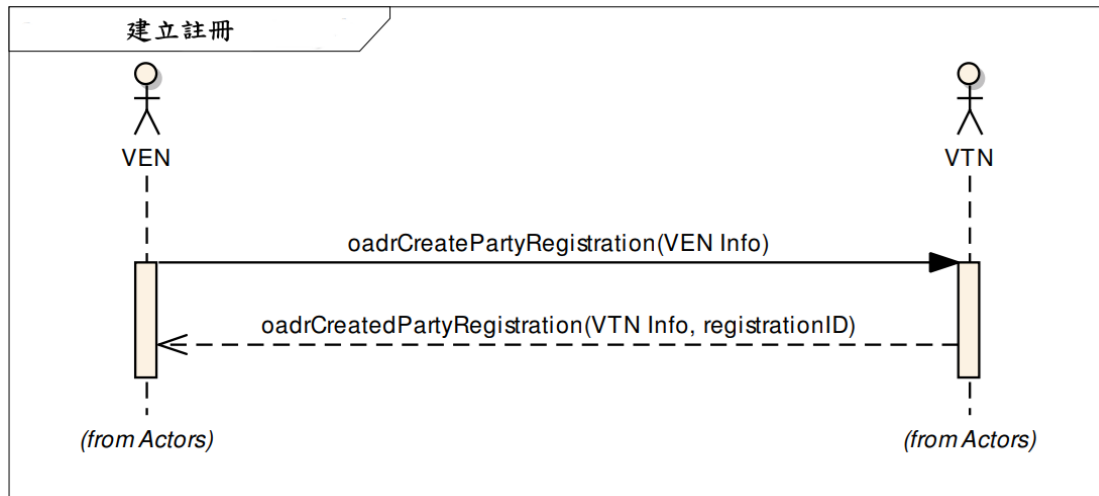 建立註冊
VEN
VTN
oadrCreatePartyRegistration(VEN Info)
oadrCreatedPartyRegistration(VTN Info, registrationID)
(from Actors)
(from Actors)